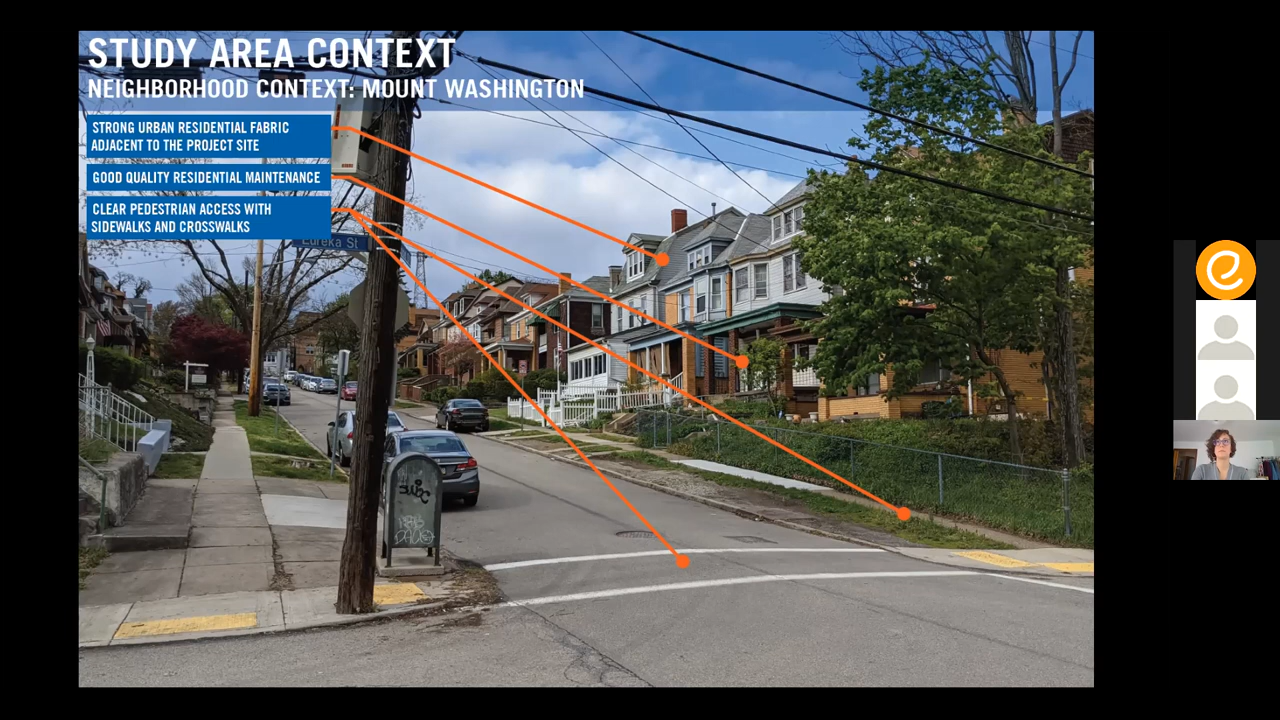 STUDY AREA CONTEXT
NEIGHBORHOOD CONTEXT: MOUNT WASHINGTON
STRONG URBAN RESIDENTIAL FABRIC
ADJACENT TO THE PROJECT SITE
GOOD QUALITY RESIDENTIAL MAINTENANCE
CLEAR PEDESTRIAN ACCESS WITH
SIDEWALKS AND CROSSWALKS
Eureka St